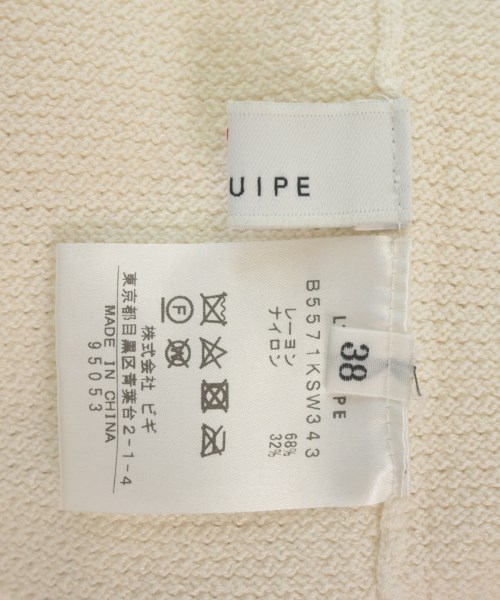 UIPE
38
PE
B5571KSW343
レーヨン 68%
ナイロン 32%
株式会社 ビギ
東京都目黒区青葉台2-1-4
MADE IN CHINA
95053